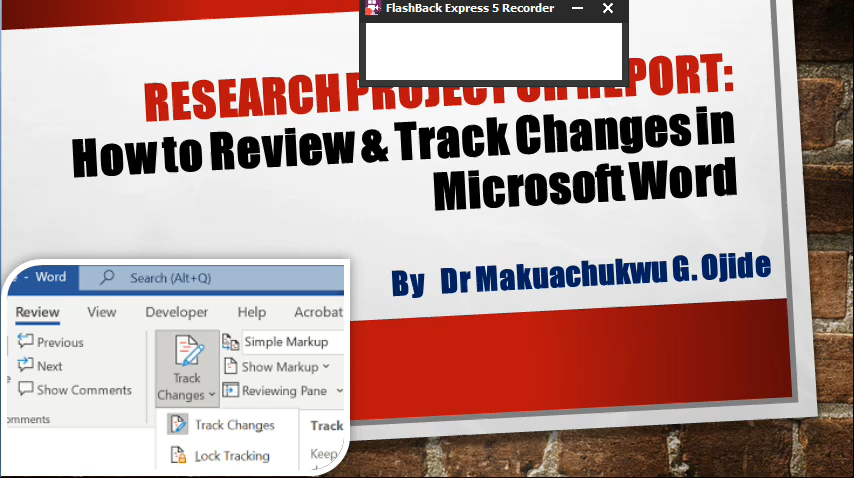 FlashBack Express 5 Recorder
RESEARCH PROJECT OR REPORT:
How to Review & Track Changes in
Microsoft Word
By Dr Makuachukwu G. Ojide
- Word
Search (Alt+Q)
Review View Developer Help Acrobat
Previous
Next
Show Comments
omments
Track
Changes
Simple Markup
Show Markup
Reviewing Pane
Track Changes
Lock Tracking
Track
Keep